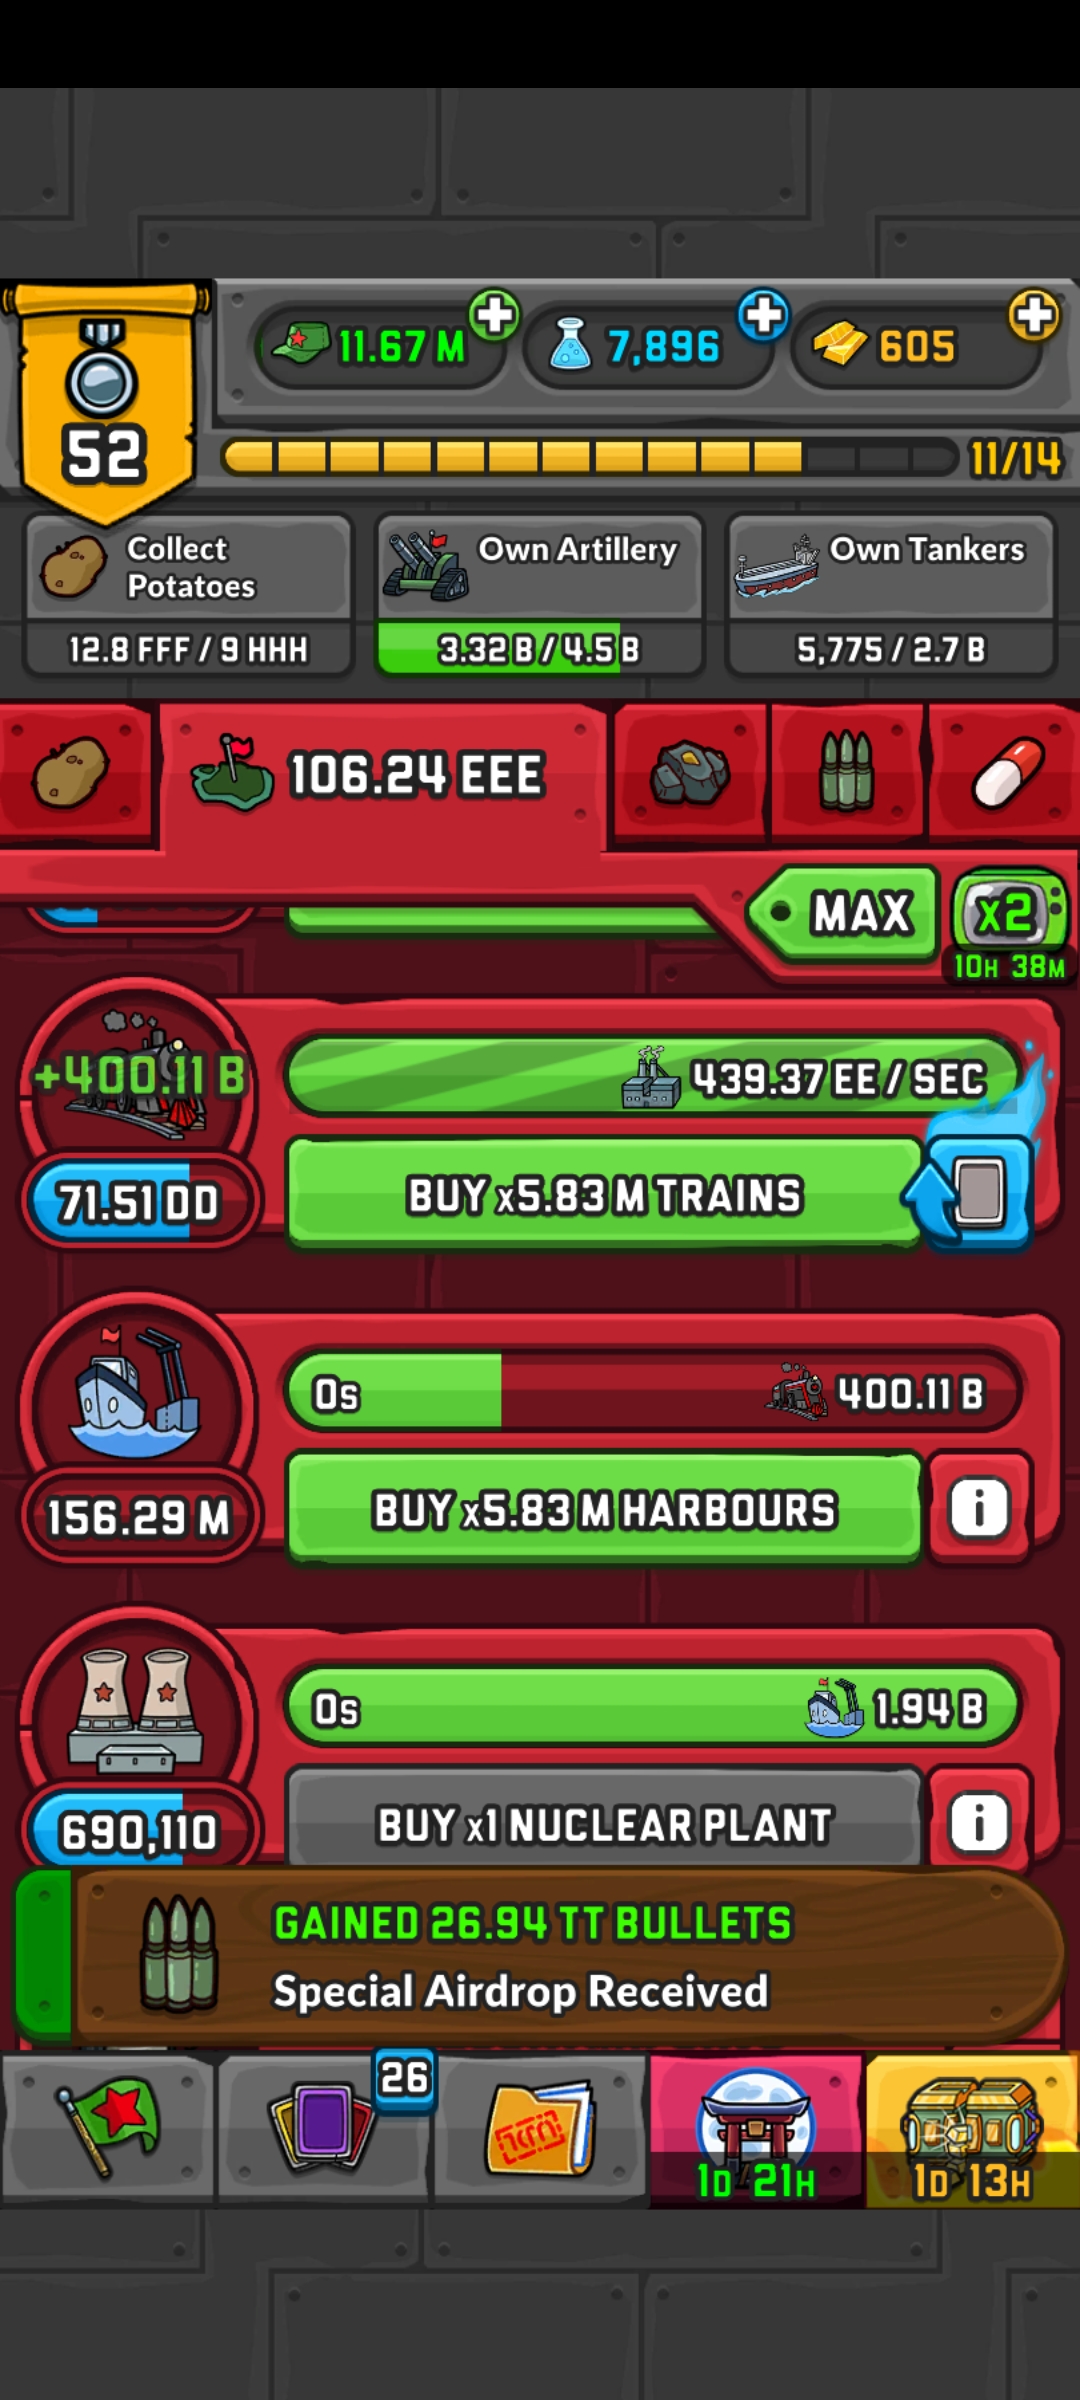 11.67 M
7,896
605
52
11/14
Collect
Potatoes
Own Artillery
Own Tankers
12.8 FFF / 9 HHH
3.32 B / 4.5 B
5,775 / 2.7 B
106.24 EEE
MAX
x2
10H 38M
+400.11 B
439.37 EE / SEC
71.51 DD
BUY x5.83 M TRAINS
0s
400.11 B
156.29 M
BUY x5.83 M HARBOURS
i
0s
1.94 B
690,110
BUY x1 NUCLEAR PLANT
i
GAINED 26.94 TT BULLETS
Special Airdrop Received
26
1D 21H
1D 13H